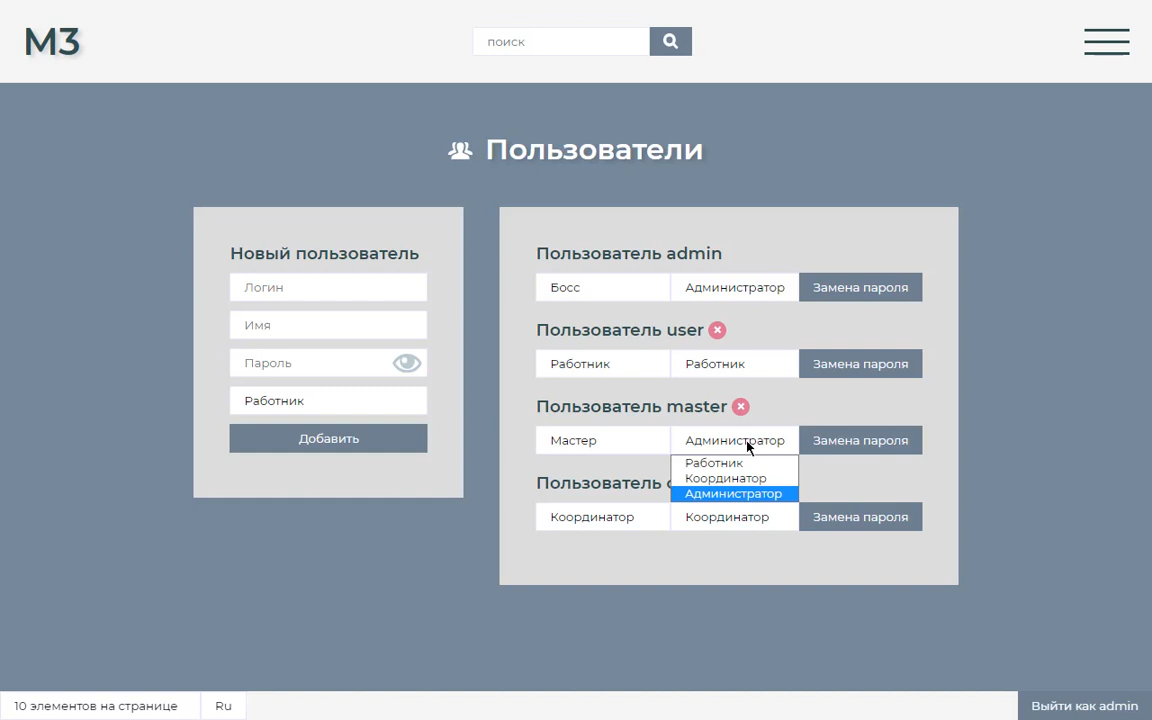 М3
поиск
Пользователи
Новый пользователь
Логин
Имя
Пароль
Работник
Добавить
Пользователь admin
Босс
Администратор
Замена пароля
Пользователь user
Работник
Работник
Замена пароля
Пользователь master
Мастер
Администратор
Замена пароля
Работник
Координатор
Администратор
Пользователь
Координатор
Координатор
Замена пароля
10 элементов на странице
Ru
Выйти как admin